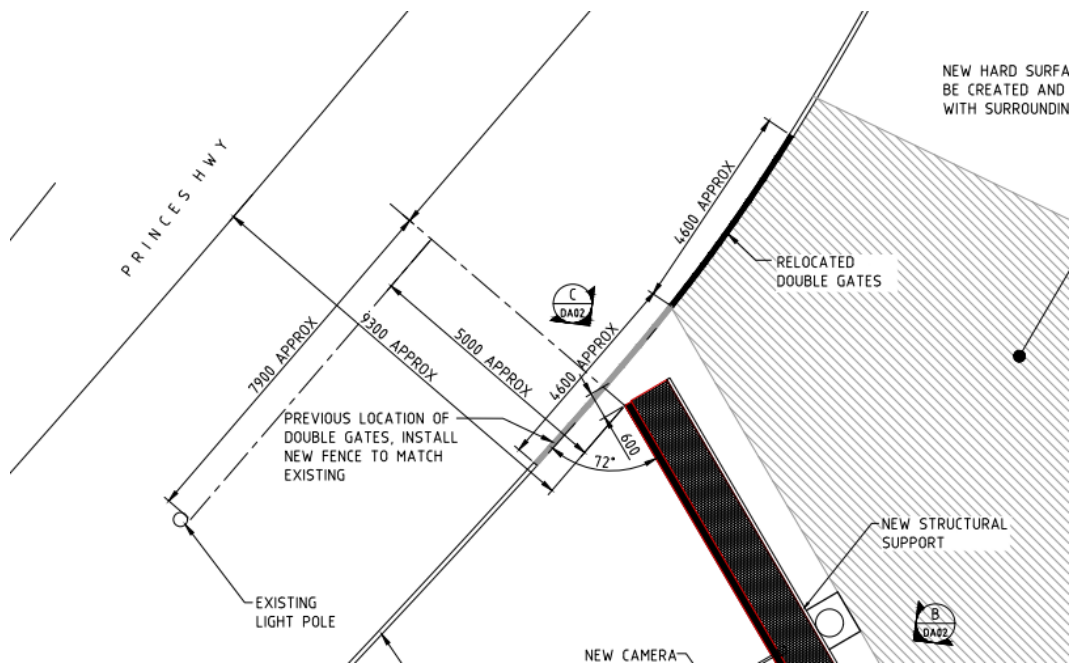 NEW HARD SURFA
BE CREATED AND
WITH SURROUNDIN
PRINCES HWY
4600 APPROX
RELOCATED
DOUBLE GATES
C
DA02
7900 APPROX
9300 APPROX
5000 APPROX
4600 APPROX
PREVIOUS LOCATION OF
DOUBLE GATES, INSTALL
NEW FENCE TO MATCH
EXISTING
600
72°
NEW STRUCTURAL
SUPPORT
EXISTING
LIGHT POLE
B
DA02
NEW CAMERA